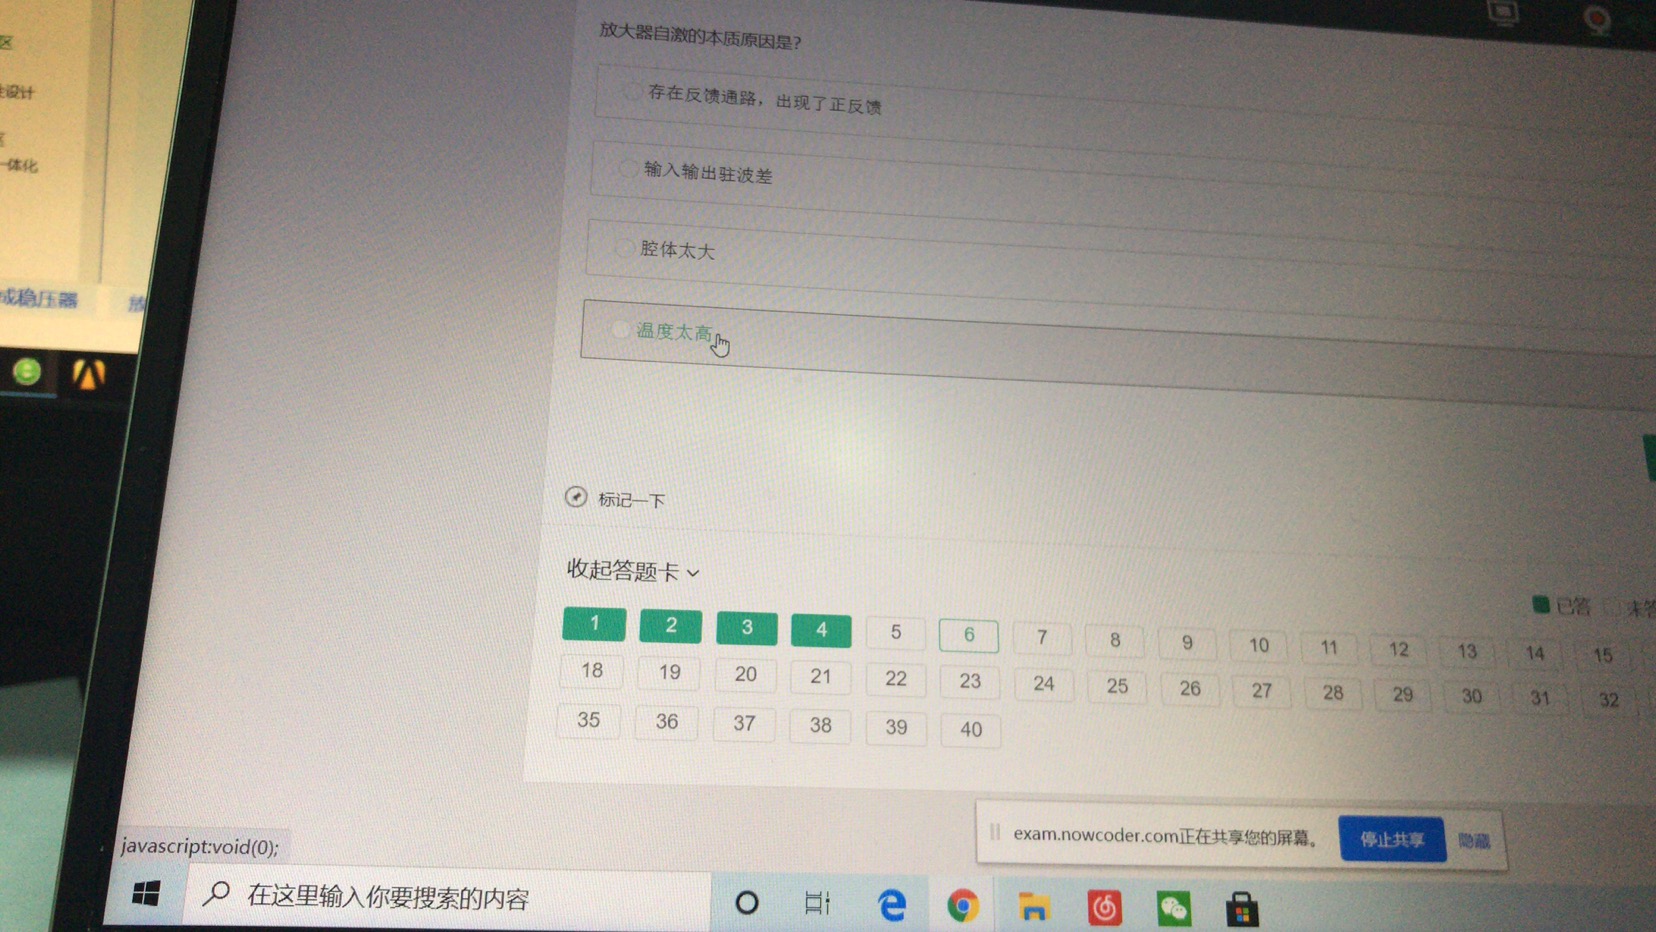 区
设计
一体化
成稳压器
放大器自激的本质原因是?
存在反馈通路，出现了正反馈
输入输出驻波差
腔体太大
温度太高
标记一下
收起答题卡
已答
1 2 3 4 5 6 7 8 9 10 11 12 13 14 15
18 19 20 21 22 23 24 25 26 27 28 29 30 31 32
35 36 37 38 39 40
exam.nowcoder.com正在共享您的屏幕。 停止共享 隐藏
javascript:void(0);
在这里输入你要搜索的内容